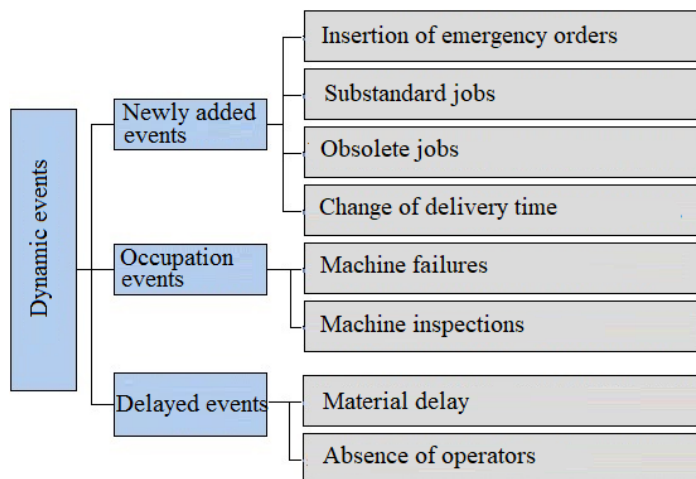 Dynamic events
Newly added
events
Insertion of emergency orders
Substandard jobs
Obsolete jobs
Change of delivery time
Occupation
events
Machine failures
Machine inspections
Delayed events
Material delay
Absence of operators